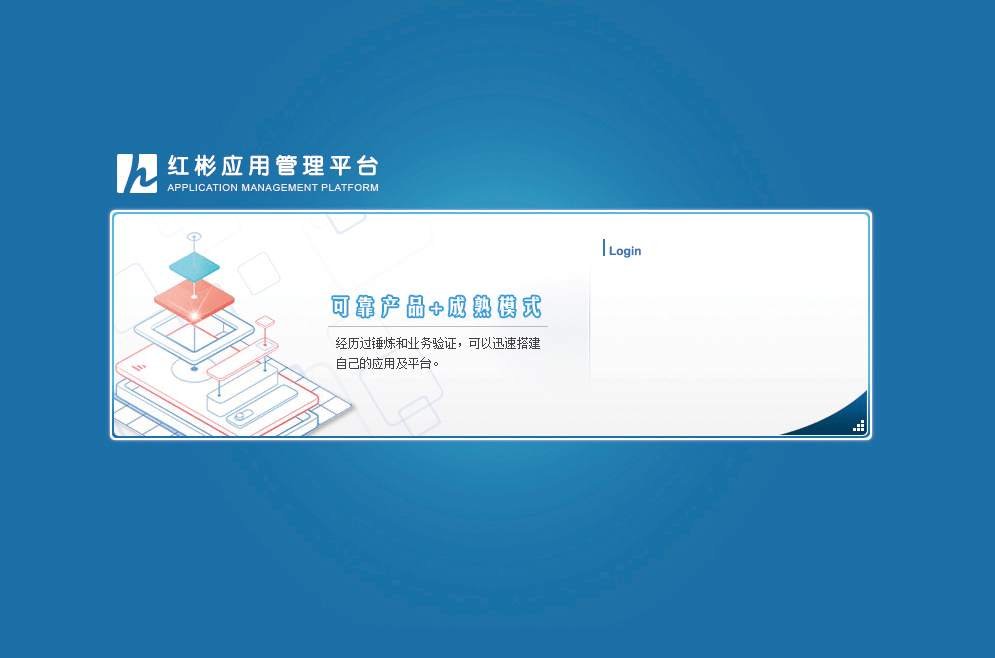 红彬应用管理平台
APPLICATION MANAGEMENT PLATFORM
Login
可靠产品+成熟模式
经历过锤炼和业务验证，可以迅速搭建
自己的应用及平台。